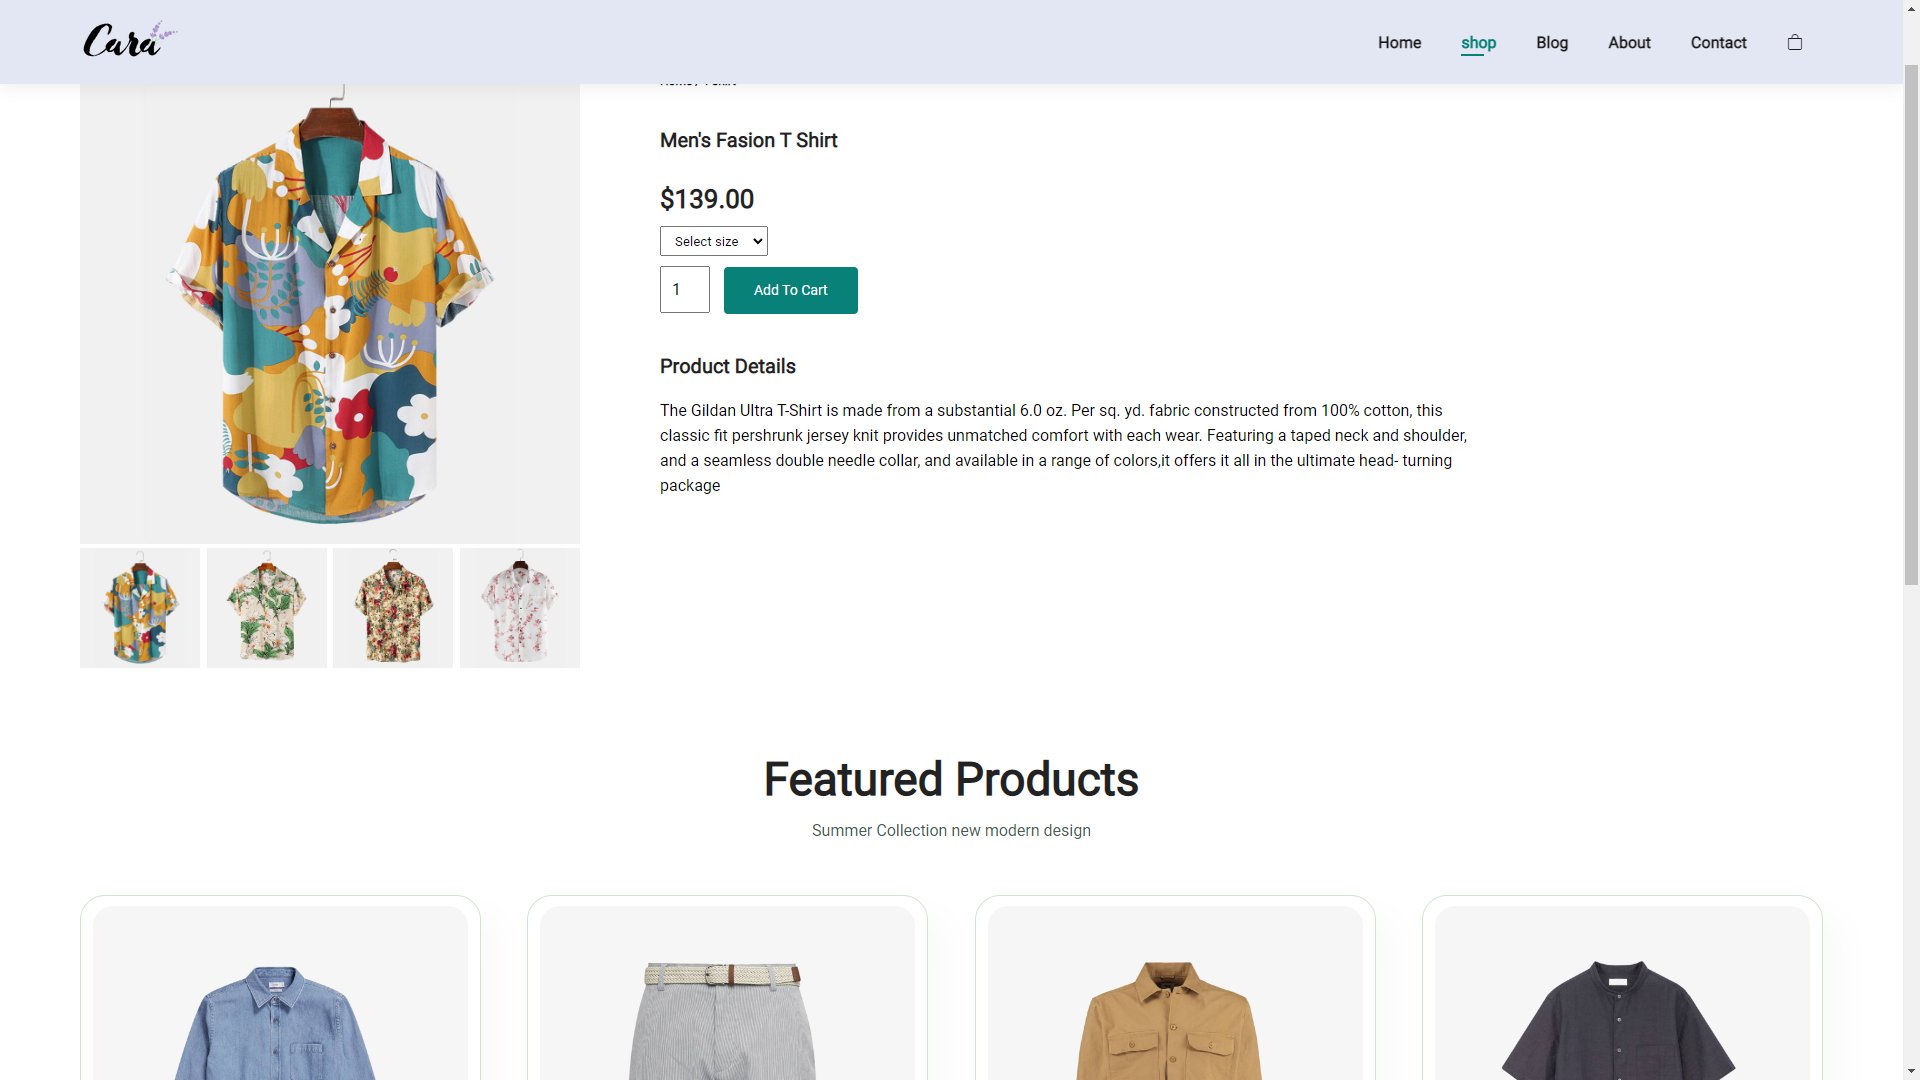 Cara
Home shop Blog About Contact
Home / T-Shirt
Men's Fasion T Shirt
$139.00
Select size
1 Add To Cart
Product Details
The Gildan Ultra T-Shirt is made from a substantial 6.0 oz. Per sq. yd. fabric constructed from 100% cotton, this
classic fit pershrunk jersey knit provides unmatched comfort with each wear. Featuring a taped neck and shoulder,
and a seamless double needle collar, and available in a range of colors,it offers it all in the ultimate head- turning
package
Featured Products
Summer Collection new modern design